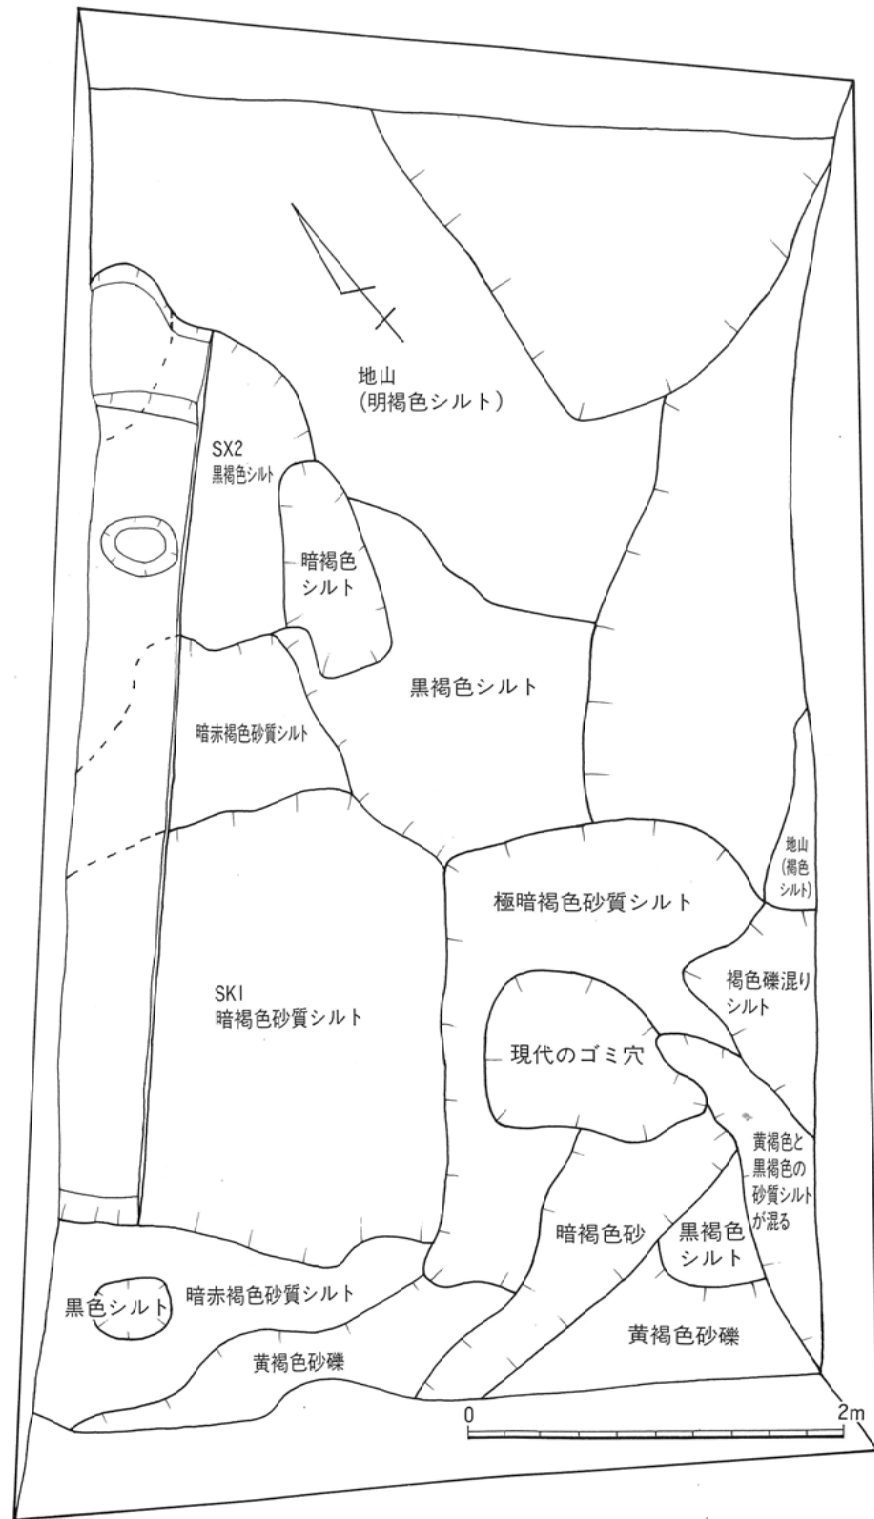 地山
(明褐色シルト)
SX2
黒褐色シルト
暗褐色
シルト
黒褐色シルト
暗赤褐色砂質シルト
地山
(褐色
シルト)
極暗褐色砂質シルト
褐色礫混り
シルト
SK1
暗褐色砂質シルト
現代のゴミ穴
黄褐色と
黒褐色の
砂質シルト
が混る
暗褐色砂
黒褐色
シルト
暗赤褐色砂質シルト
黒色シルト
黄褐色砂礫
黄褐色砂礫
0 2m